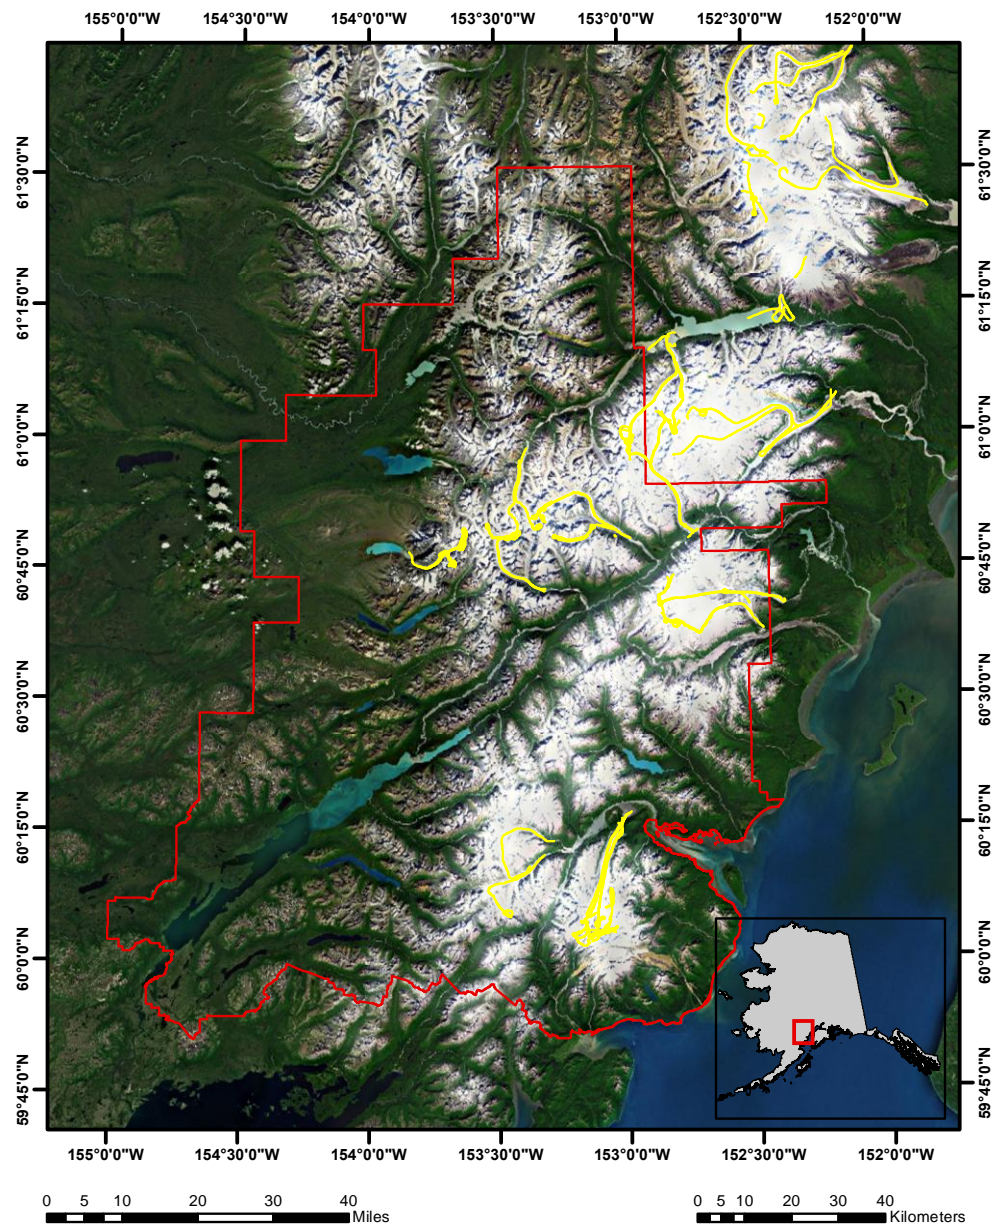 155°0'0"W 154°30'0"W 154°0'0"W 153°30'0"W 153°0'0"W 152°30'0"W 152°0'0"W
61°30'0"N 61°30'0"N
61°15'0"N 61°15'0"N
61°0'0"N 61°0'0"N
60°45'0"N 60°45'0"N
60°30'0"N 60°30'0"N
60°15'0"N 60°15'0"N
60°0'0"N 60°0'0"N
59°45'0"N 59°45'0"N
155°0'0"W 154°30'0"W 154°0'0"W 153°30'0"W 153°0'0"W 152°30'0"W 152°0'0"W
0 5 10 20 30 40 Miles
0 5 10 20 30 40 Kilometers